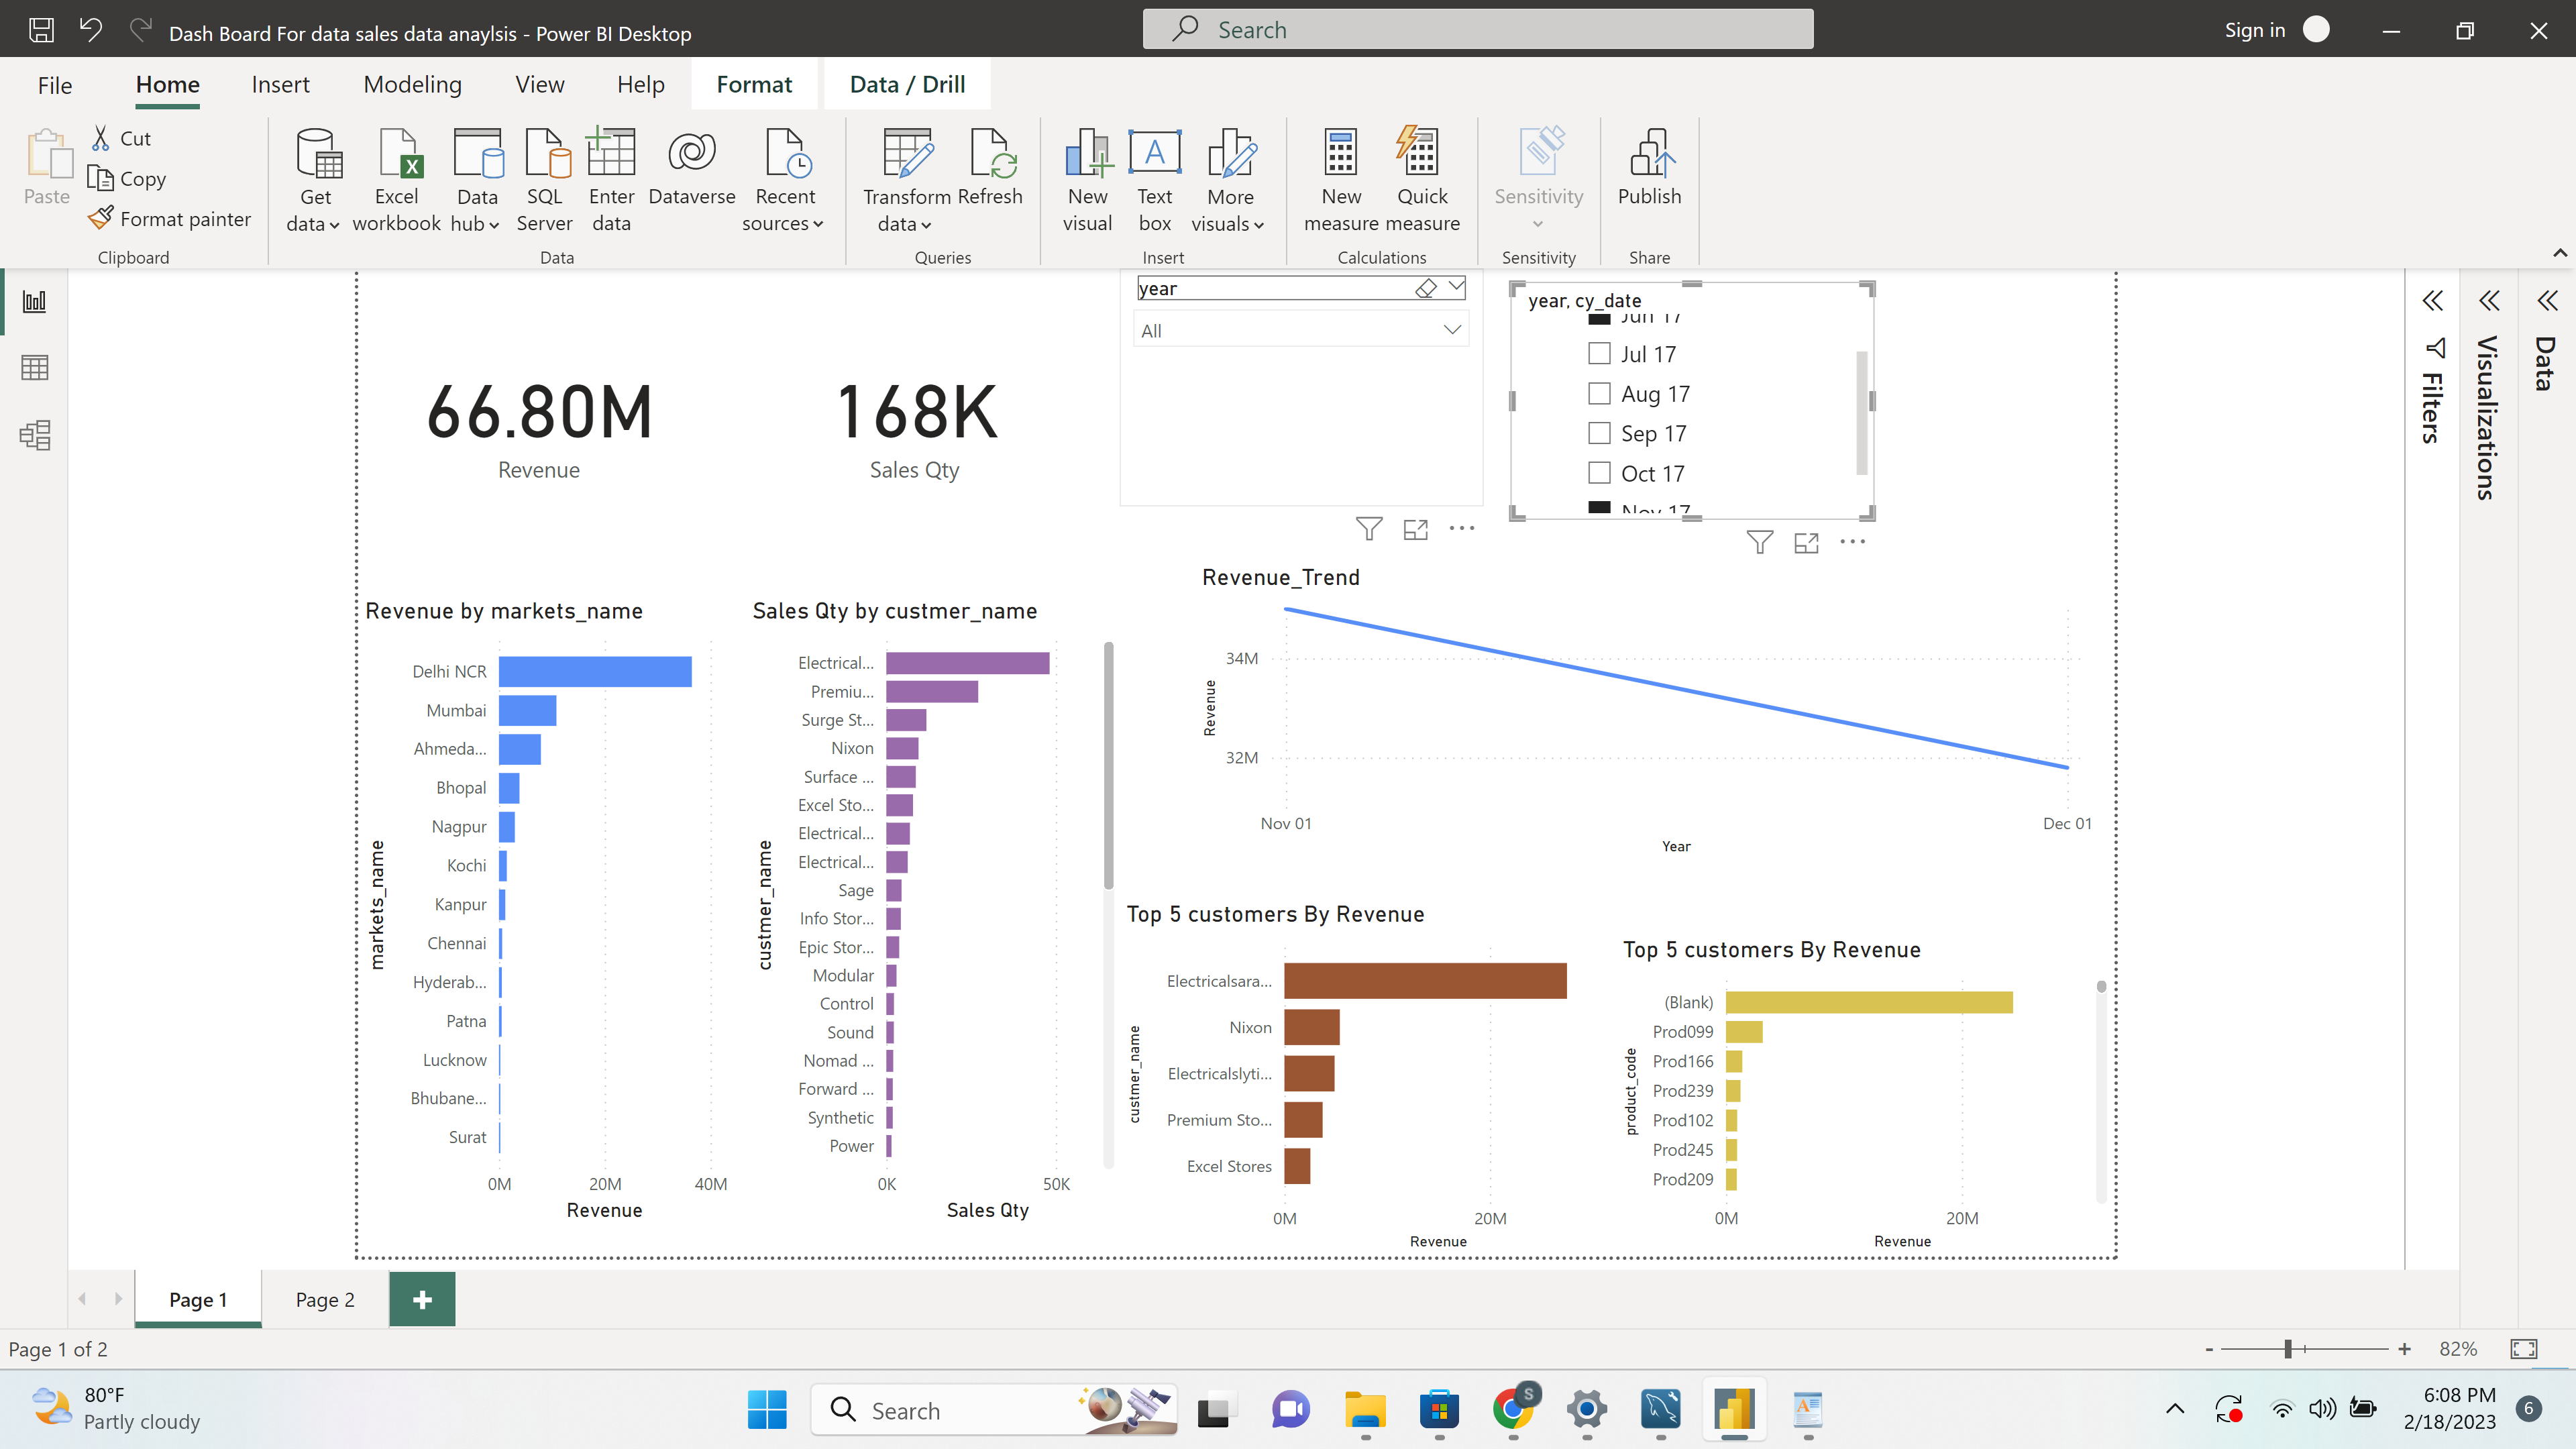 Dash Board For data sales data anaylsis - Power BI Desktop
Search
Sign in
File
Home
Insert
Modeling
View
Help
Format
Data / Drill
Paste
Cut
Copy
Format painter
Clipboard
Get data
Excel workbook
Data hub
SQL Server
Enter data
Dataverse
Recent sources
Data
Transform data
Refresh
Queries
New visual
Text box
More visuals
Insert
New measure
Quick measure
Calculations
Sensitivity
Sensitivity
Publish
Share
year
All
year, cy_date
Jun 17
Jul 17
Aug 17
Sep 17
Oct 17
Nov 17
Filters
Visualizations
Data
66.80M
Revenue
168K
Sales Qty
Revenue by markets_name
markets_name
Delhi NCR
Mumbai
Ahmeda...
Bhopal
Nagpur
Kochi
Kanpur
Chennai
Hyderab...
Patna
Lucknow
Bhubane...
Surat
0M 20M 40M
Revenue
Sales Qty by custmer_name
custmer_name
Electrical...
Premiu...
Surge St...
Nixon
Surface ...
Excel Sto...
Electrical...
Electrical...
Sage
Info Stor...
Epic Stor...
Modular
Control
Sound
Nomad ...
Forward ...
Synthetic
Power
0K 50K
Sales Qty
Revenue_Trend
Revenue
34M
32M
Nov 01 Dec 01
Year
Top 5 customers By Revenue
custmer_name
Electricalsara...
Nixon
Electricalslyti...
Premium Sto...
Excel Stores
0M 20M
Revenue
Top 5 customers By Revenue
product_code
(Blank)
Prod099
Prod166
Prod239
Prod102
Prod245
Prod209
0M 20M
Revenue
Page 1
Page 2
+
Page 1 of 2
- + 82%
80°F
Partly cloudy
Search
S
6:08 PM
2/18/2023
6